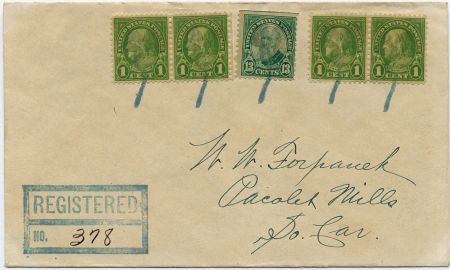 UNITED STATES POSTAGE
1 CENT 1
UNITED STATES POSTAGE
1 CENT 1
UNITED STATES POSTAGE
13 CENTS 13
UNITED STATES POSTAGE
1 CENT 1
UNITED STATES POSTAGE
1 CENT 1
W. W. Forpanek
Pacolet Mills
So. Car.
REGISTERED
NO. 378